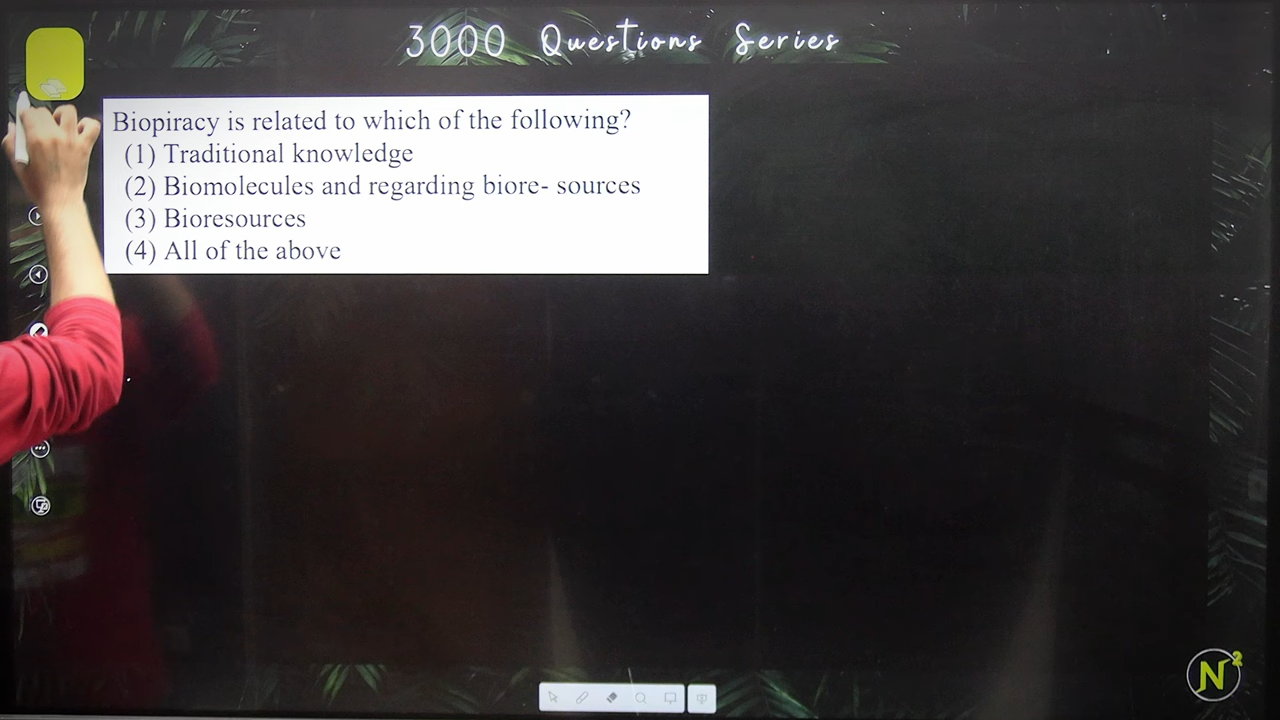 3000 Questions Series
Biopiracy is related to which of the following?
(1) Traditional knowledge
(2) Biomolecules and regarding biore- sources
(3) Bioresources
(4) All of the above
N2